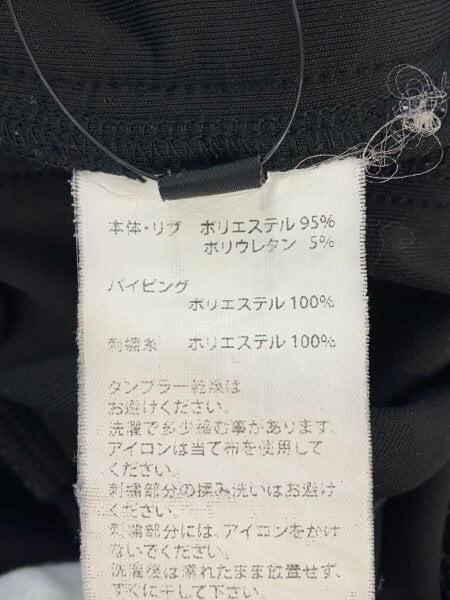 本体・リブ ポリエステル 95%
ポリウレタン 5%
パイピング
ポリエステル 100%
刺繍糸 ポリエステル 100%
タンブラー乾燥は
お避けください。
洗濯で多少縮む事があります。
アイロンは当て布を使用して
ください。
刺繍部分の揉み洗いはお避け
ください。
刺繍部分には、アイロンをかけ
ないでください。
洗濯後は濡れたまま放置せず、
すぐに干して下さい。